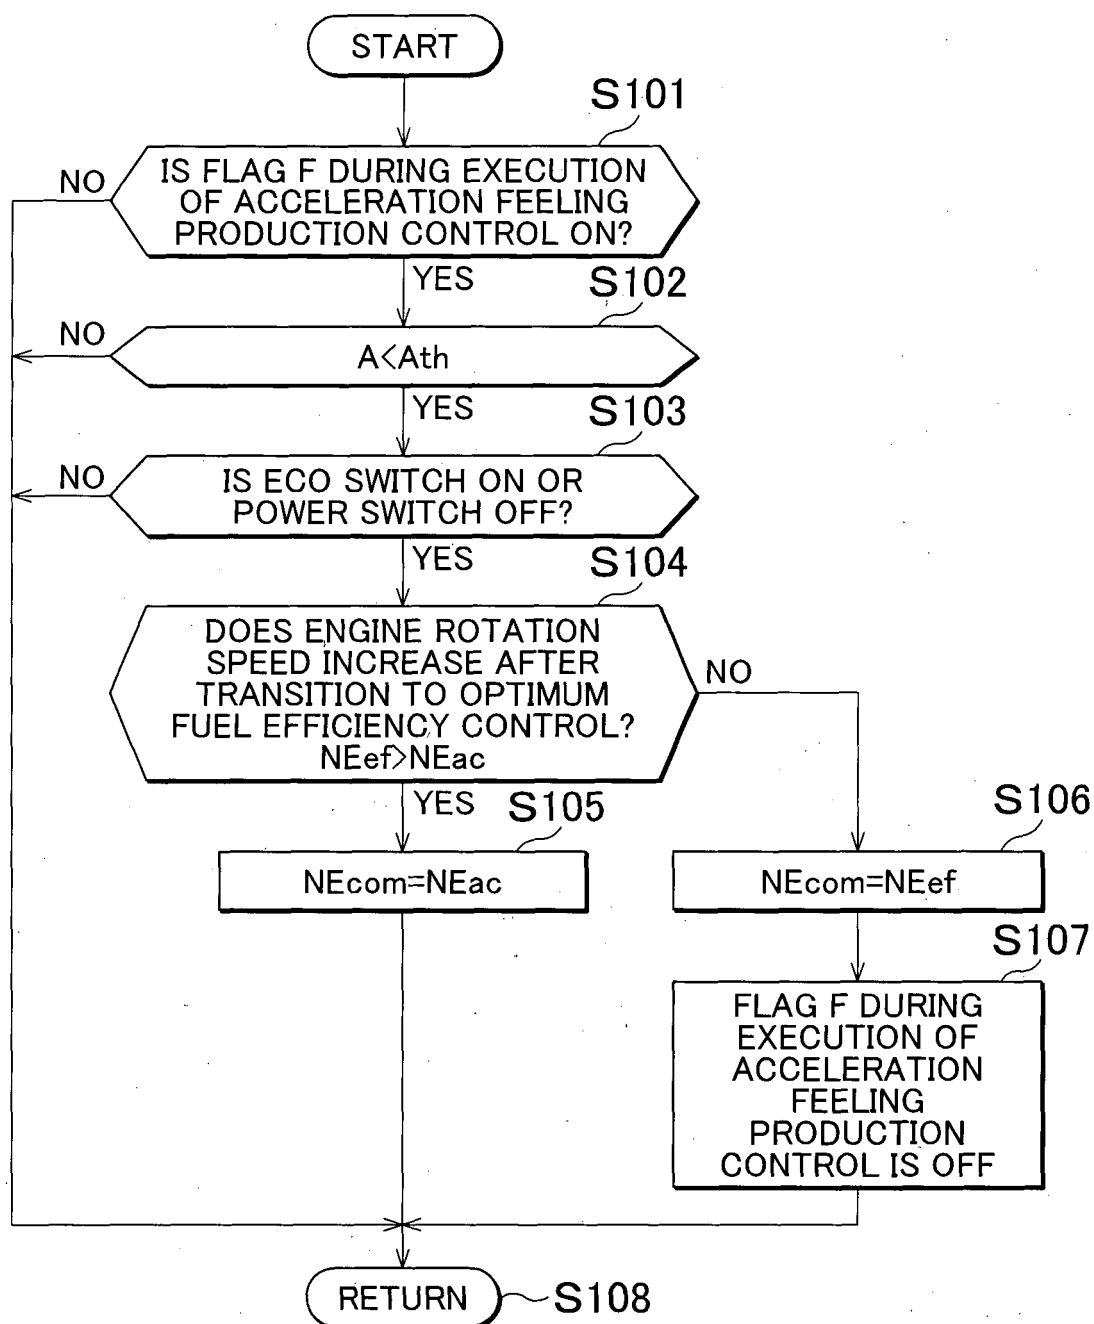 START
S101
IS FLAG F DURING EXECUTION
OF ACCELERATION FEELING
PRODUCTION CONTROL ON?
NO
YES
S102
NO
A<Ath
YES
S103
NO
IS ECO SWITCH ON OR
POWER SWITCH OFF?
YES
S104
DOES ENGINE ROTATION
SPEED INCREASE AFTER
TRANSITION TO OPTIMUM
FUEL EFFICIENCY CONTROL?
NEef>NEac
NO
YES
S105
NEcom=NEac
S106
NEcom=NEef
S107
FLAG F DURING
EXECUTION OF
ACCELERATION
FEELING
PRODUCTION
CONTROL IS OFF
RETURN
S108